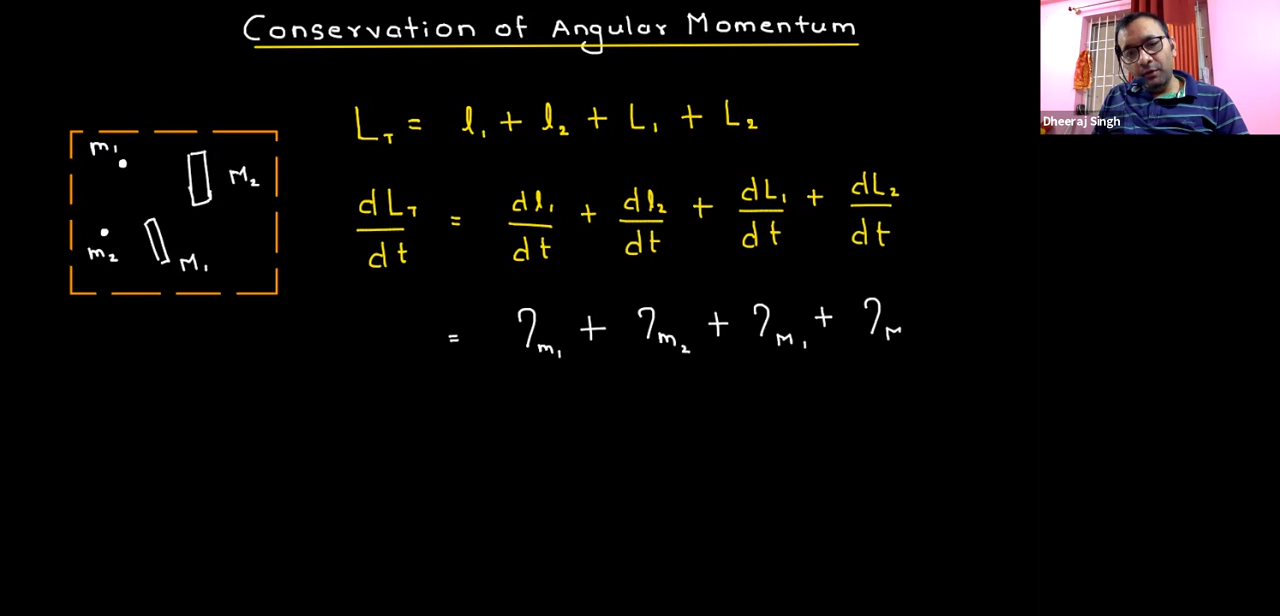 Conservation of Angular Momentum
Dheeraj Singh
L_T = l₁ + l₂ + L₁ + L₂
m₁
M₂
m₂
M₁
dL_T/dt = dl₁/dt + dl₂/dt + dL₁/dt + dL₂/dt
= τ_m₁ + τ_m₂ + τ_M₁ + τ_M